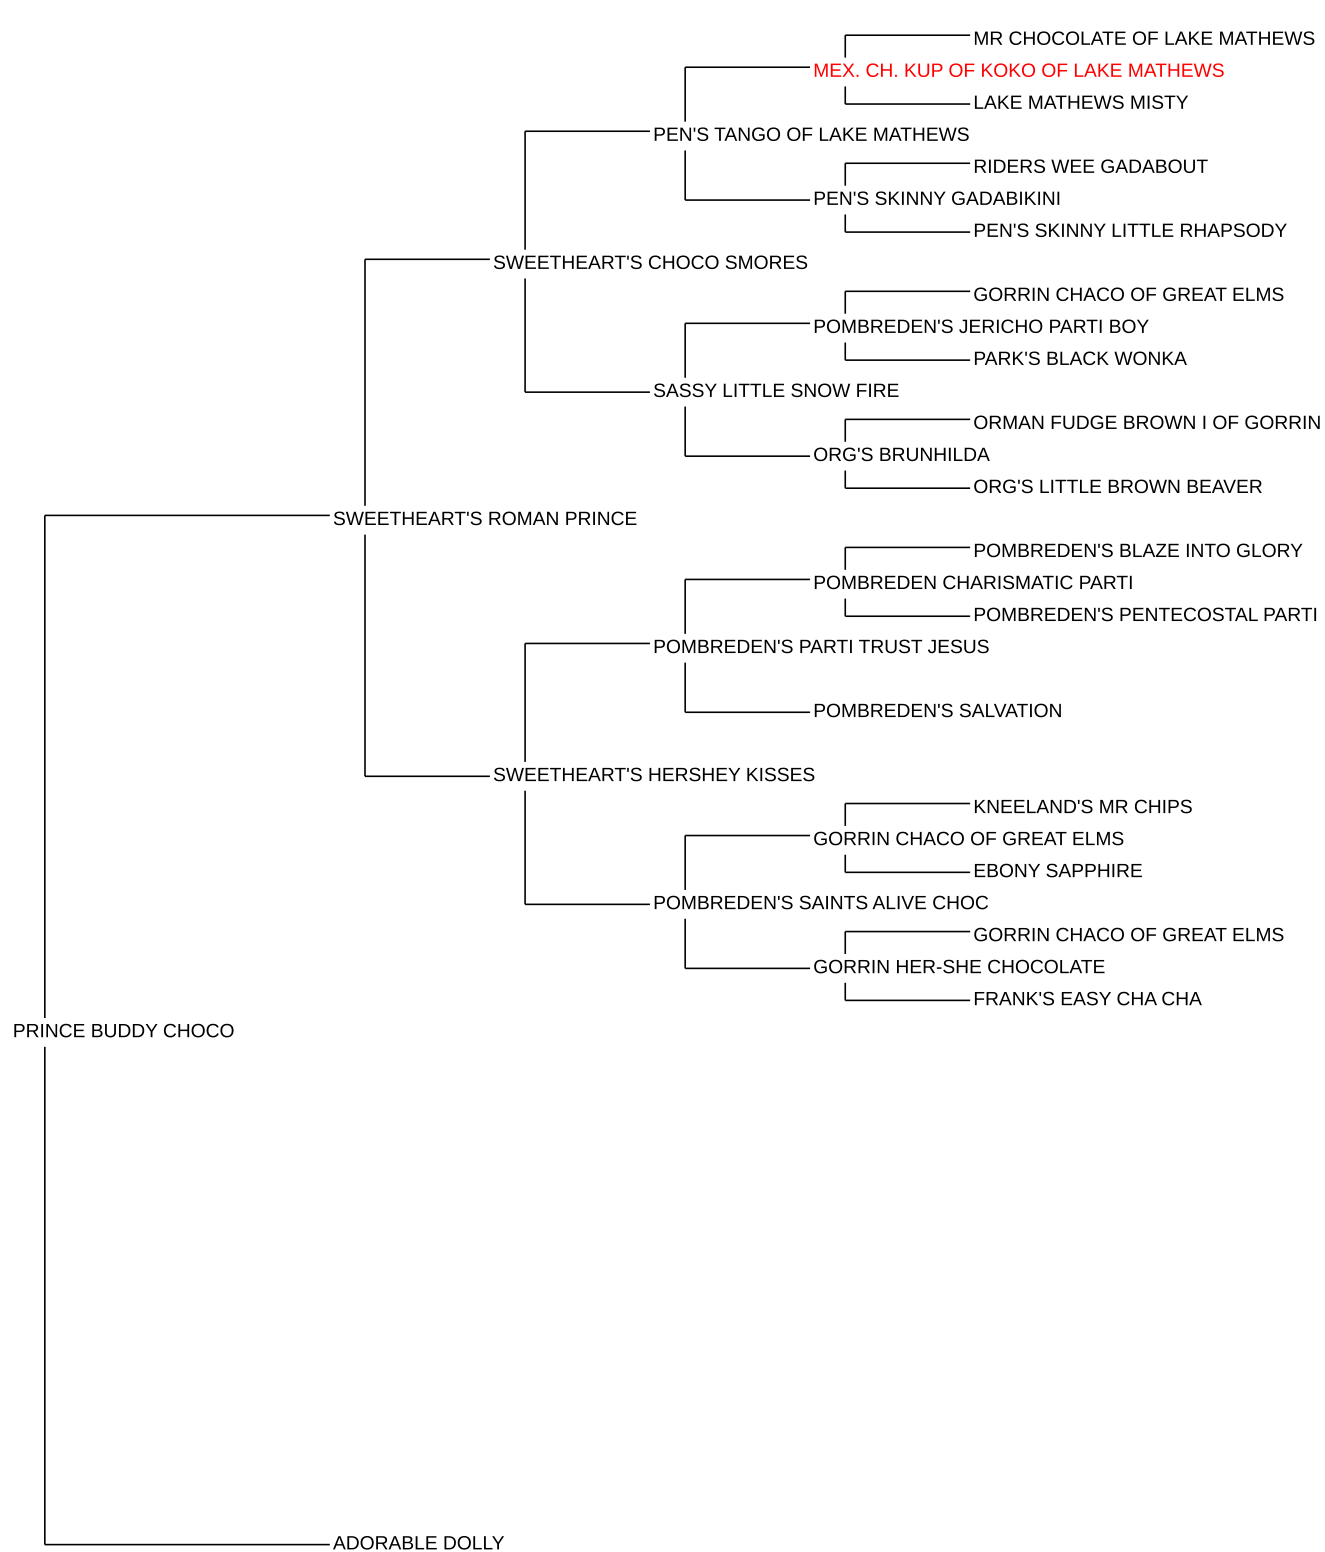 MR CHOCOLATE OF LAKE MATHEWS
MEX. CH. KUP OF KOKO OF LAKE MATHEWS
LAKE MATHEWS MISTY
PEN'S TANGO OF LAKE MATHEWS
RIDERS WEE GADABOUT
PEN'S SKINNY GADABIKINI
PEN'S SKINNY LITTLE RHAPSODY
SWEETHEART'S CHOCO SMORES
GORRIN CHACO OF GREAT ELMS
POMBREDEN'S JERICHO PARTI BOY
PARK'S BLACK WONKA
SASSY LITTLE SNOW FIRE
ORMAN FUDGE BROWN I OF GORRIN
ORG'S BRUNHILDA
ORG'S LITTLE BROWN BEAVER
SWEETHEART'S ROMAN PRINCE
POMBREDEN'S BLAZE INTO GLORY
POMBREDEN CHARISMATIC PARTI
POMBREDEN'S PENTECOSTAL PARTI
POMBREDEN'S PARTI TRUST JESUS
POMBREDEN'S SALVATION
SWEETHEART'S HERSHEY KISSES
KNEELAND'S MR CHIPS
GORRIN CHACO OF GREAT ELMS
EBONY SAPPHIRE
POMBREDEN'S SAINTS ALIVE CHOC
GORRIN CHACO OF GREAT ELMS
GORRIN HER-SHE CHOCOLATE
FRANK'S EASY CHA CHA
PRINCE BUDDY CHOCO
ADORABLE DOLLY